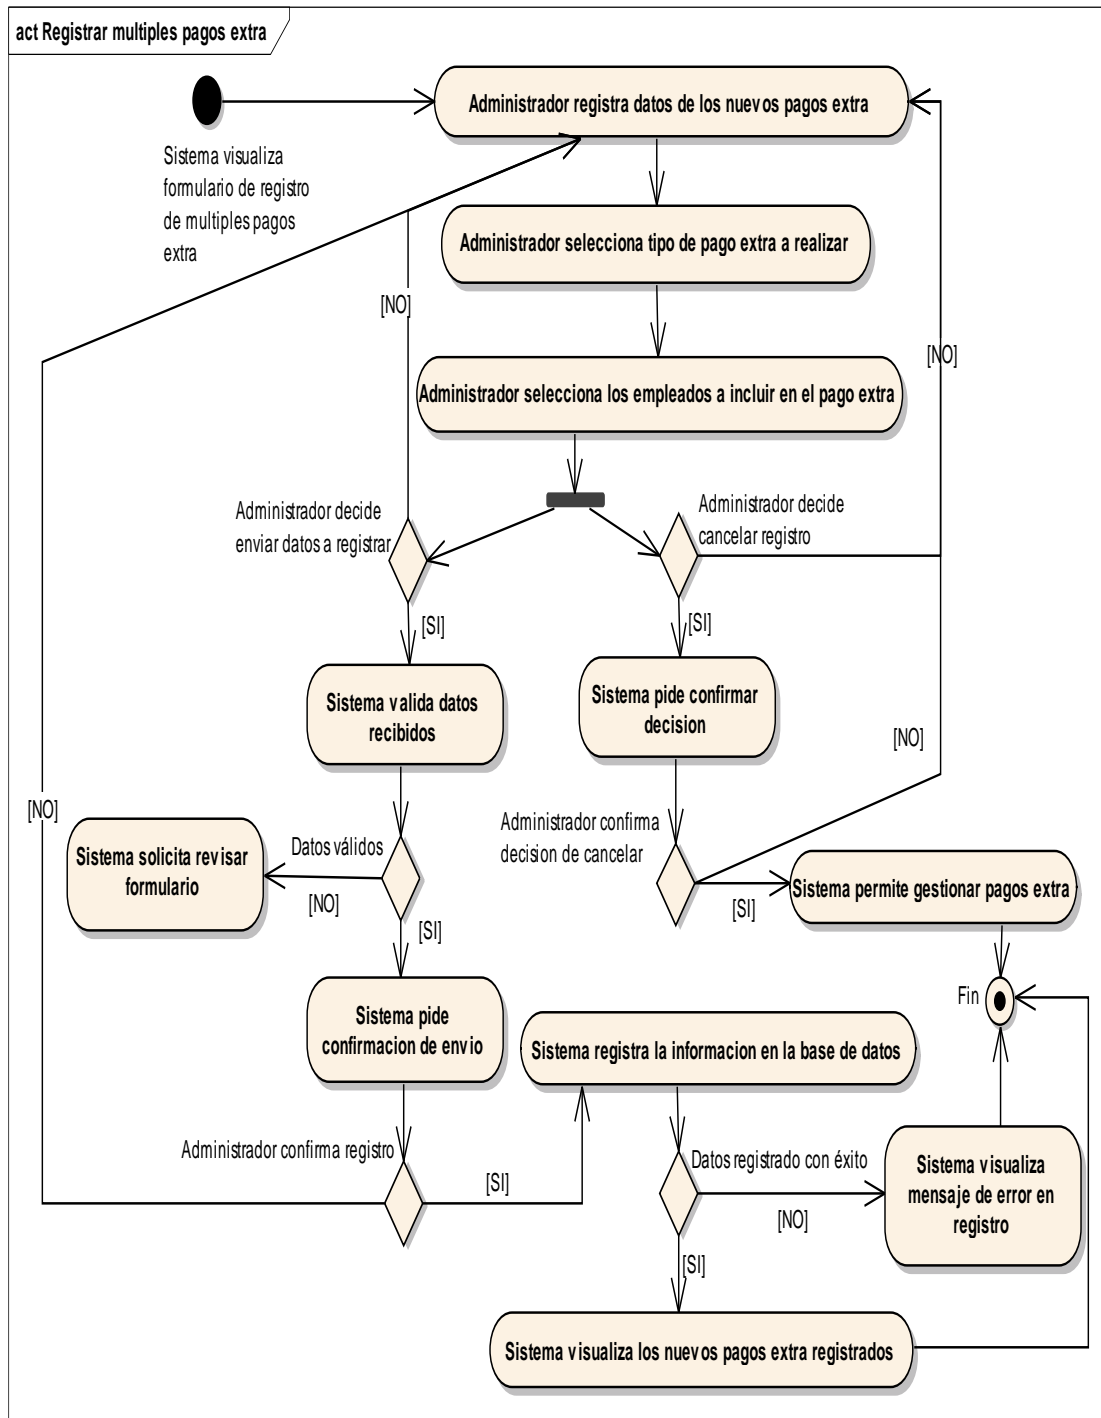 act Registrar multiples pagos extra
Administrador registra datos de los nuevos pagos extra
Sistema visualiza
formulario de registro
de multiples pagos
extra
Administrador selecciona tipo de pago extra a realizar
[NO]
[NO]
Administrador selecciona los empleados a incluir en el pago extra
Administrador decide
enviar datos a registrar
Administrador decide
cancelar registro
[SI]
[SI]
Sistema valida datos
recibidos
Sistema pide confirmar
decision
[NO]
[NO]
Administrador confirma
decision de cancelar
Datos válidos
Sistema solicita revisar
formulario
[NO]
[SI]
Sistema permite gestionar pagos extra
[SI]
Fin
Sistema pide
confirmacion de envio
Sistema registra la informacion en la base de datos
Administrador confirma registro
[SI]
Datos registrado con éxito
[NO]
Sistema visualiza
mensaje de error en
registro
[SI]
Sistema visualiza los nuevos pagos extra registrados